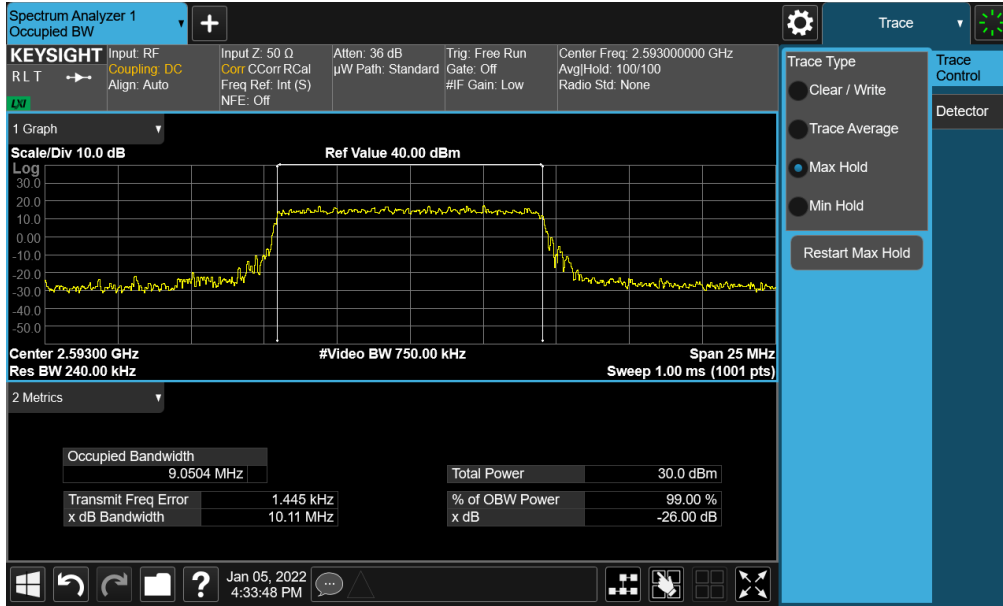 Spectrum Analyzer 1
Occupied BW
+
Trace
KEYSIGHT
R L T
LXI
Input: RF
Coupling: DC
Align: Auto
Input Z: 50 Ω
Corr CCorr RCal
Freq Ref: Int (S)
NFE: Off
Atten: 36 dB
µW Path: Standard
Trig: Free Run
Gate: Off
#IF Gain: Low
Center Freq: 2.593000000 GHz
Avg|Hold: 100/100
Radio Std: None
Trace Type
Clear / Write
Trace Average
Max Hold
Min Hold
Restart Max Hold
Trace
Control
Detector
1 Graph
Scale/Div 10.0 dB
Ref Value 40.00 dBm
Log
30.0
20.0
10.0
0.00
-10.0
-20.0
-30.0
-40.0
-50.0
Center 2.59300 GHz
#Video BW 750.00 kHz
Span 25 MHz
Res BW 240.00 kHz
Sweep 1.00 ms (1001 pts)
2 Metrics
Occupied Bandwidth
9.0504 MHz
Total Power 30.0 dBm
Transmit Freq Error 1.445 kHz
% of OBW Power 99.00 %
x dB Bandwidth 10.11 MHz
x dB -26.00 dB
?
Jan 05, 2022
4:33:48 PM